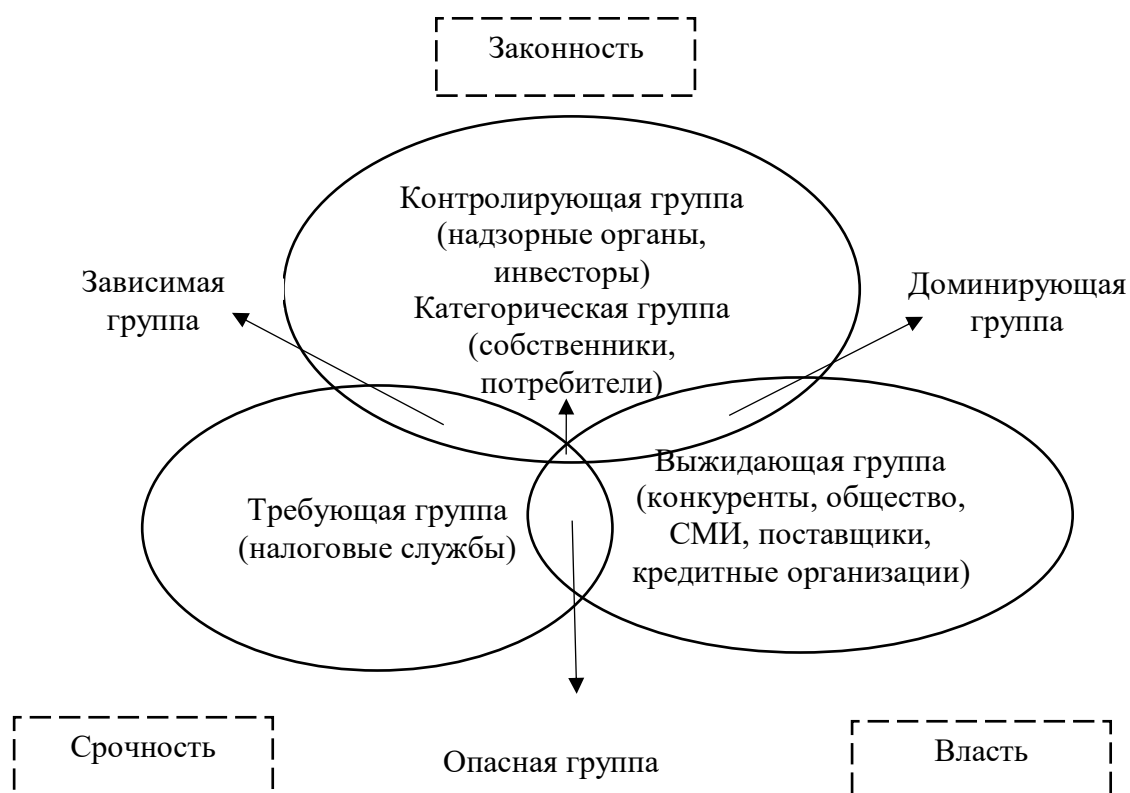 Законность
Контролирующая группа
(надзорные органы,
инвесторы)
Категорическая группа
(собственники,
потребители)
Зависимая
группа
Доминирующая
группа
Требующая группа
(налоговые службы)
Выжидающая группа
(конкуренты, общество,
СМИ, поставщики,
кредитные организации)
Срочность
Опасная группа
Власть